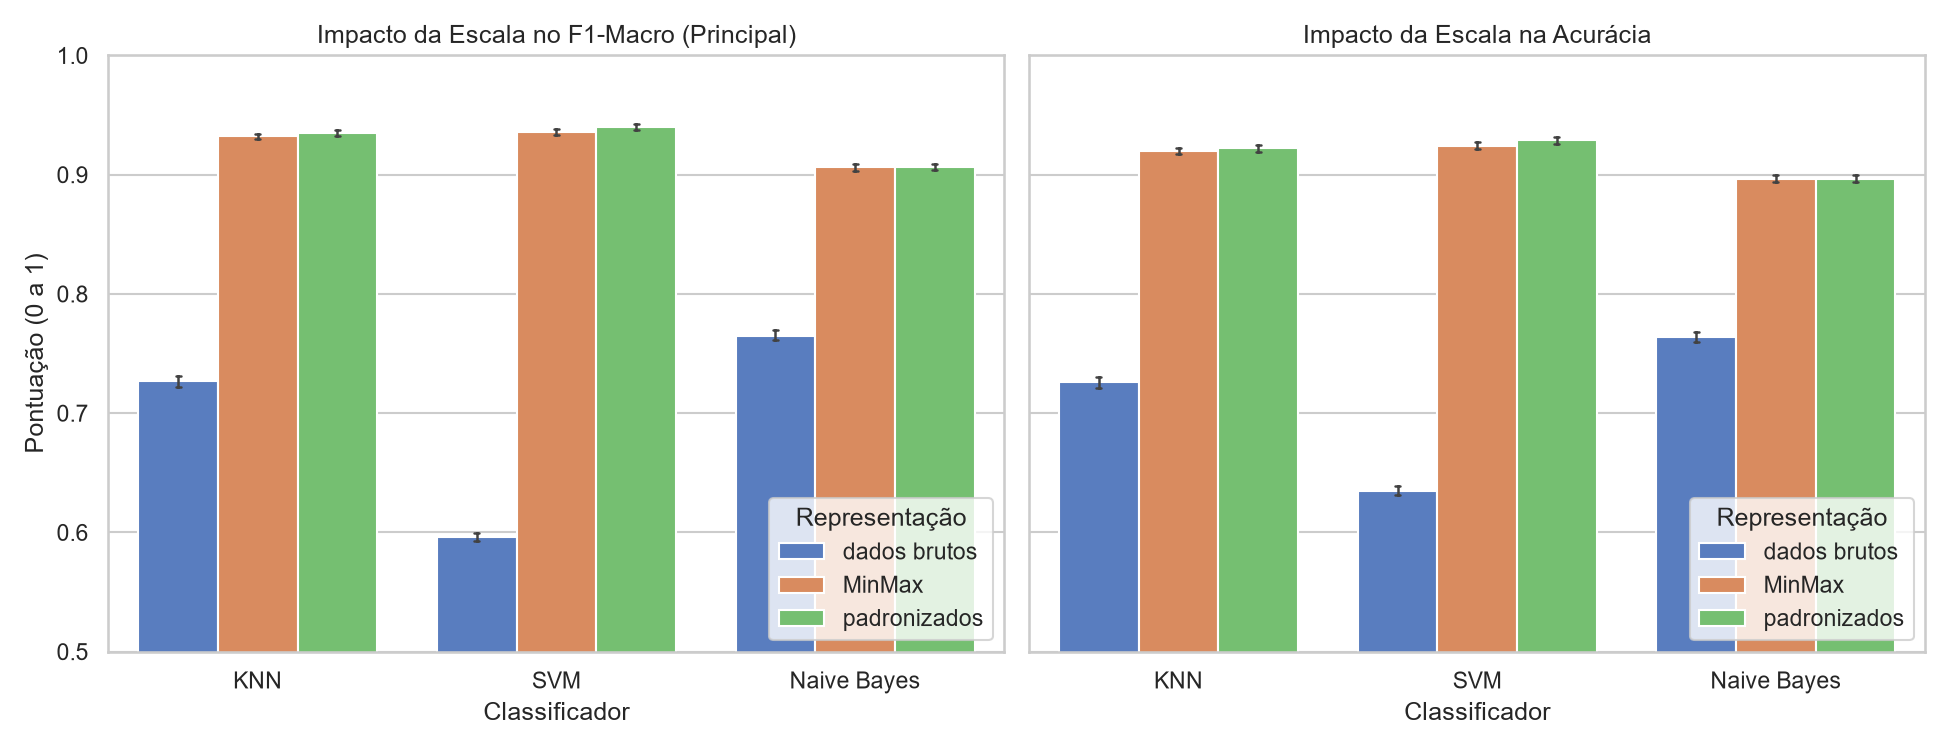 Impacto da Escala no F1-Macro (Principal)
Pontuação (0 a 1)
1.0
0.9
0.8
0.7
0.6
0.5
Representação
dados brutos
MinMax
padronizados
KNN
SVM
Naive Bayes
Classificador
Impacto da Escala na Acurácia
Representação
dados brutos
MinMax
padronizados
KNN
SVM
Naive Bayes
Classificador